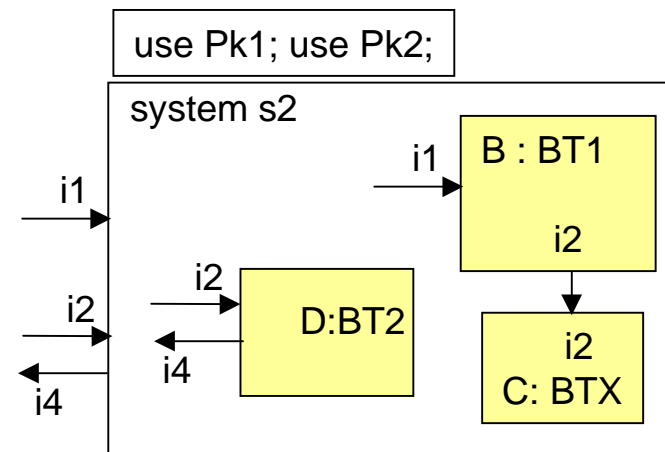 use Pk1; use Pk2;
system s2
i1
B : BT1
i1
i2
i2
D:BT2
i4
i2
i4
i2
C: BTX